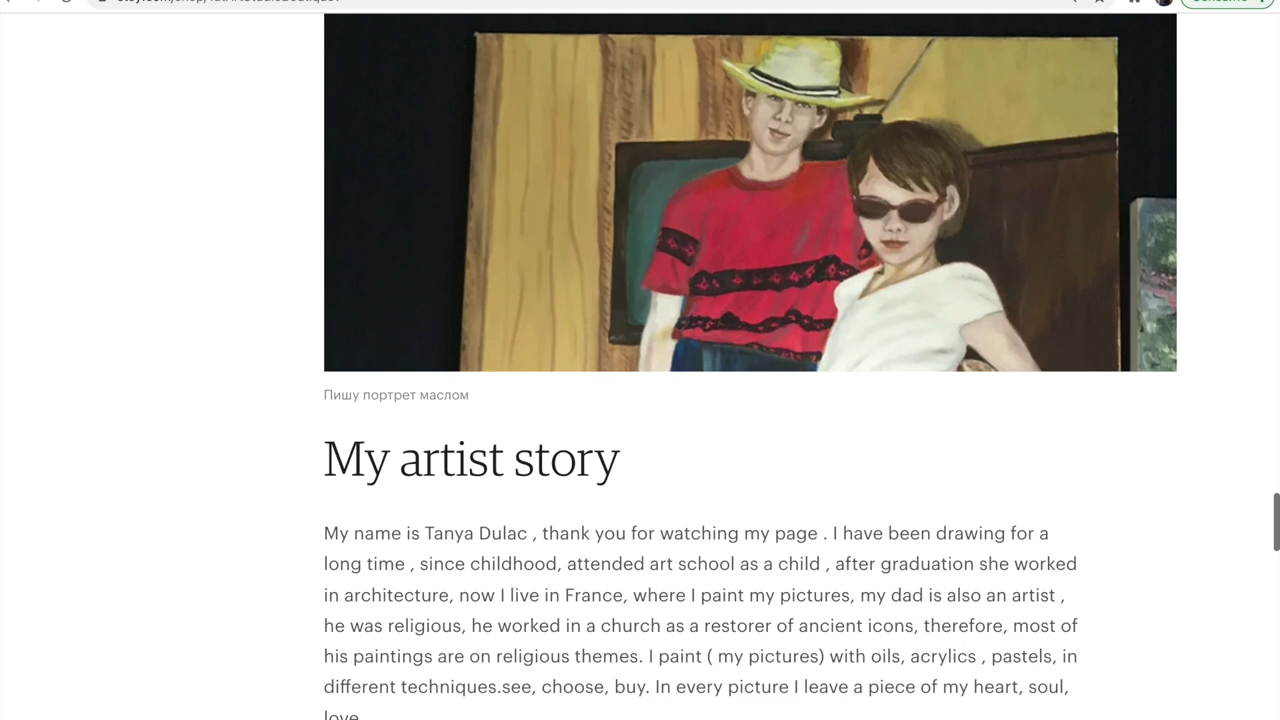 Пишу портрет маслом
My artist story
My name is Tanya Dulac , thank you for watching my page . I have been drawing for a
long time , since childhood, attended art school as a child , after graduation she worked
in architecture, now I live in France, where I paint my pictures, my dad is also an artist ,
he was religious, he worked in a church as a restorer of ancient icons, therefore, most of
his paintings are on religious themes. I paint ( my pictures) with oils, acrylics , pastels, in
different techniques.see, choose, buy. In every picture I leave a piece of my heart, soul,
love